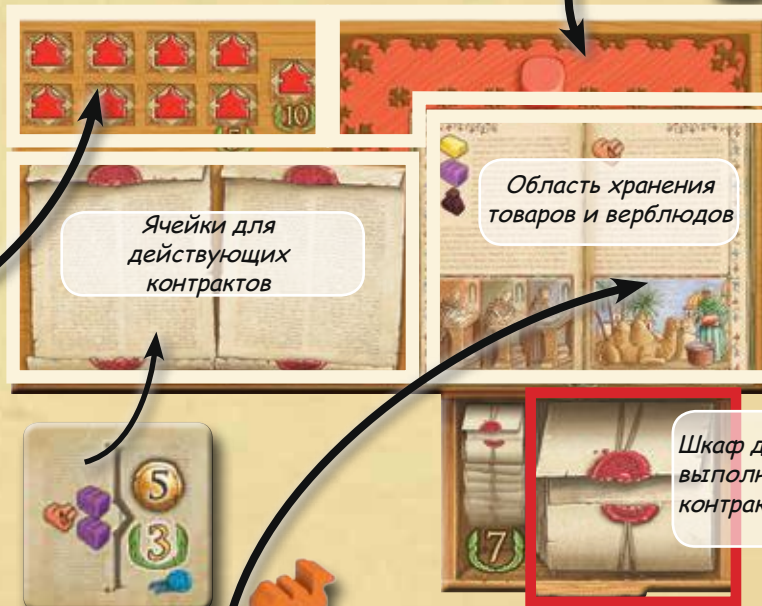 10
Область хранения
товаров и верблюдов
Ячейки для
действующих
контрактов
5
3
7
Шкаф д
выполн
контрак